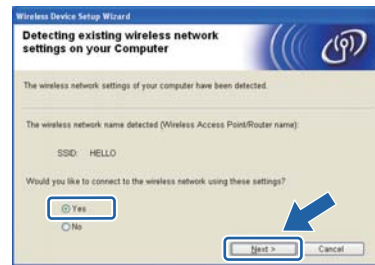 Wireless Device Setup Wizard
Detecting existing wireless network
settings on your Computer
The wireless network settings of your computer have been detected.
The wireless network name detected (Wireless Access Point/Router name):
SSID: HELLO
Would you like to connect to the wireless network using these settings?
Yes
No
Next >
Cancel